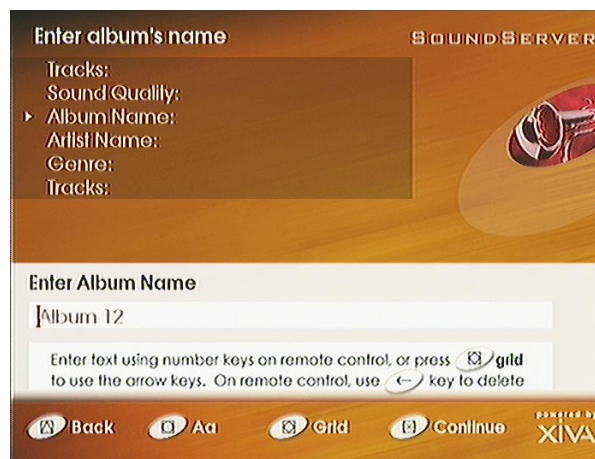 Enter album's name
SOUNDSERVER
Tracks:
Sound Quality:
Album Name:
Artist Name:
Genre:
Tracks:
Enter Album Name
Album 12
Enter text using number keys on remote control, or press grid
to use the arrow keys. On remote control, use key to delete
Back Aa Grid Continue
powered by
XiVA